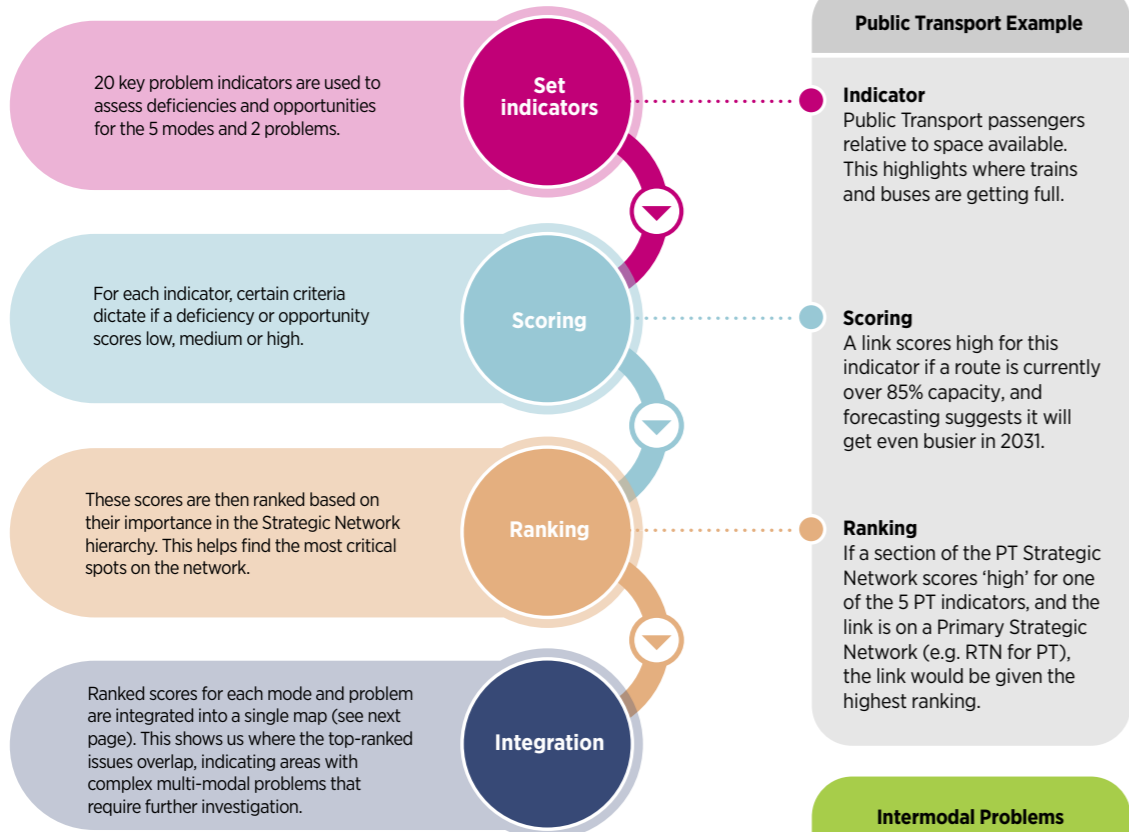 20 key problem indicators are used to
assess deficiencies and opportunities
for the 5 modes and 2 problems.
Set
indicators
For each indicator, certain criteria
dictate if a deficiency or opportunity
scores low, medium or high.
Scoring
These scores are then ranked based on
their importance in the Strategic Network
hierarchy. This helps find the most critical
spots on the network.
Ranking
Ranked scores for each mode and problem
are integrated into a single map (see next
page). This shows us where the top-ranked
issues overlap, indicating areas with
complex multi-modal problems that
require further investigation.
Integration
Public Transport Example
Indicator
Public Transport passengers
relative to space available.
This highlights where trains
and buses are getting full.
Scoring
A link scores high for this
indicator if a route is currently
over 85% capacity, and
forecasting suggests it will
get even busier in 2031.
Ranking
If a section of the PT Strategic
Network scores ‘high’ for one
of the 5 PT indicators, and the
link is on a Primary Strategic
Network (e.g. RTN for PT),
the link would be given the
highest ranking.
Intermodal Problems